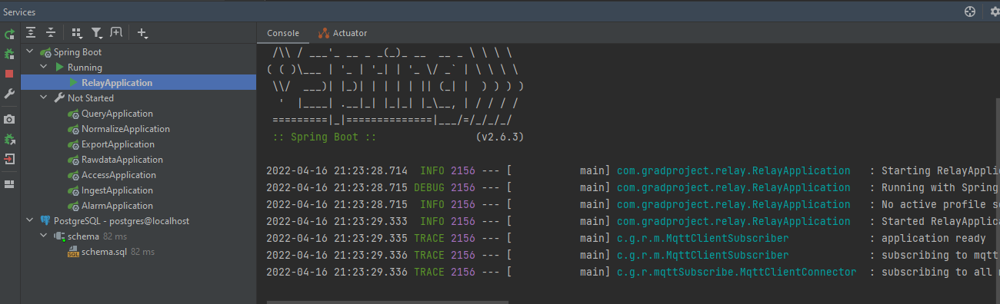 Services
Console
Actuator
Spring Boot
Running
RelayApplication
Not Started
QueryApplication
NormalizeApplication
ExportApplication
RawdataApplication
AccessApplication
IngestApplication
AlarmApplication
PostgreSQL - postgres@localhost
schema 82 ms
schema.sql 82 ms
 /\\ / ___'_ __ _ _(_)_ __  __ _ \ \ \ \
( ( )\___ | '_ | '_| | '_ \/ _` | \ \ \ \
 \\/  ___)| |_)| | | | | || (_| |  ) ) ) )
  '  |____| .__|_| |_|_| |_\__, | / / / /
 =========|_|==============|___/=/_/_/_/
 :: Spring Boot ::                (v2.6.3)
2022-04-16 21:23:28.714  INFO 2156 --- [           main] com.gradproject.relay.RelayApplication   : Starting RelayAppli
2022-04-16 21:23:28.715 DEBUG 2156 --- [           main] com.gradproject.relay.RelayApplication   : Running with Spring
2022-04-16 21:23:28.715  INFO 2156 --- [           main] com.gradproject.relay.RelayApplication   : No active profile s
2022-04-16 21:23:29.333  INFO 2156 --- [           main] com.gradproject.relay.RelayApplication   : Started RelayApplic
2022-04-16 21:23:29.335 TRACE 2156 --- [           main] c.g.r.m.MqttClientSubscriber             : application ready
2022-04-16 21:23:29.336 TRACE 2156 --- [           main] c.g.r.m.MqttClientSubscriber             : subscribing to mqtt
2022-04-16 21:23:29.336 TRACE 2156 --- [           main] c.g.r.mqttSubscribe.MqttClientConnector  : subscribing to all